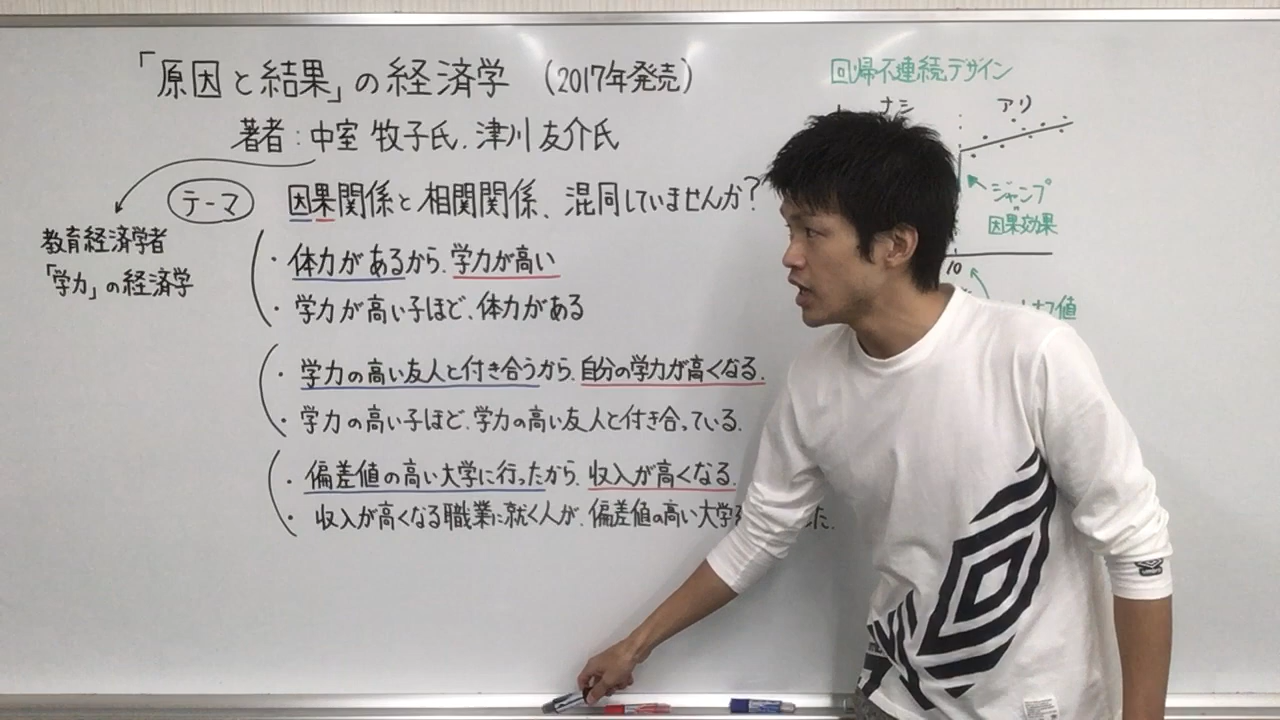 「原因と結果」の経済学 (2017年発売)
著者:中室 牧子氏、津川友介氏
教育経済学者
「学力」の経済学
テーマ 因果関係と相関関係、混同していませんか?
・体力があるから、学力が高い
・学力が高い子ほど、体力がある
・学力の高い友人と付き合うから、自分の学力が高くなる。
・学力の高い子ほど、学力の高い友人と付き合っている。
・偏差値の高い大学に行ったから、収入が高くなる。
・収入が高くなる職業に就く人が、偏差値の高い大学
回帰不連続デザイン
ナシ アリ
ジャンプ
因果効果
10
値